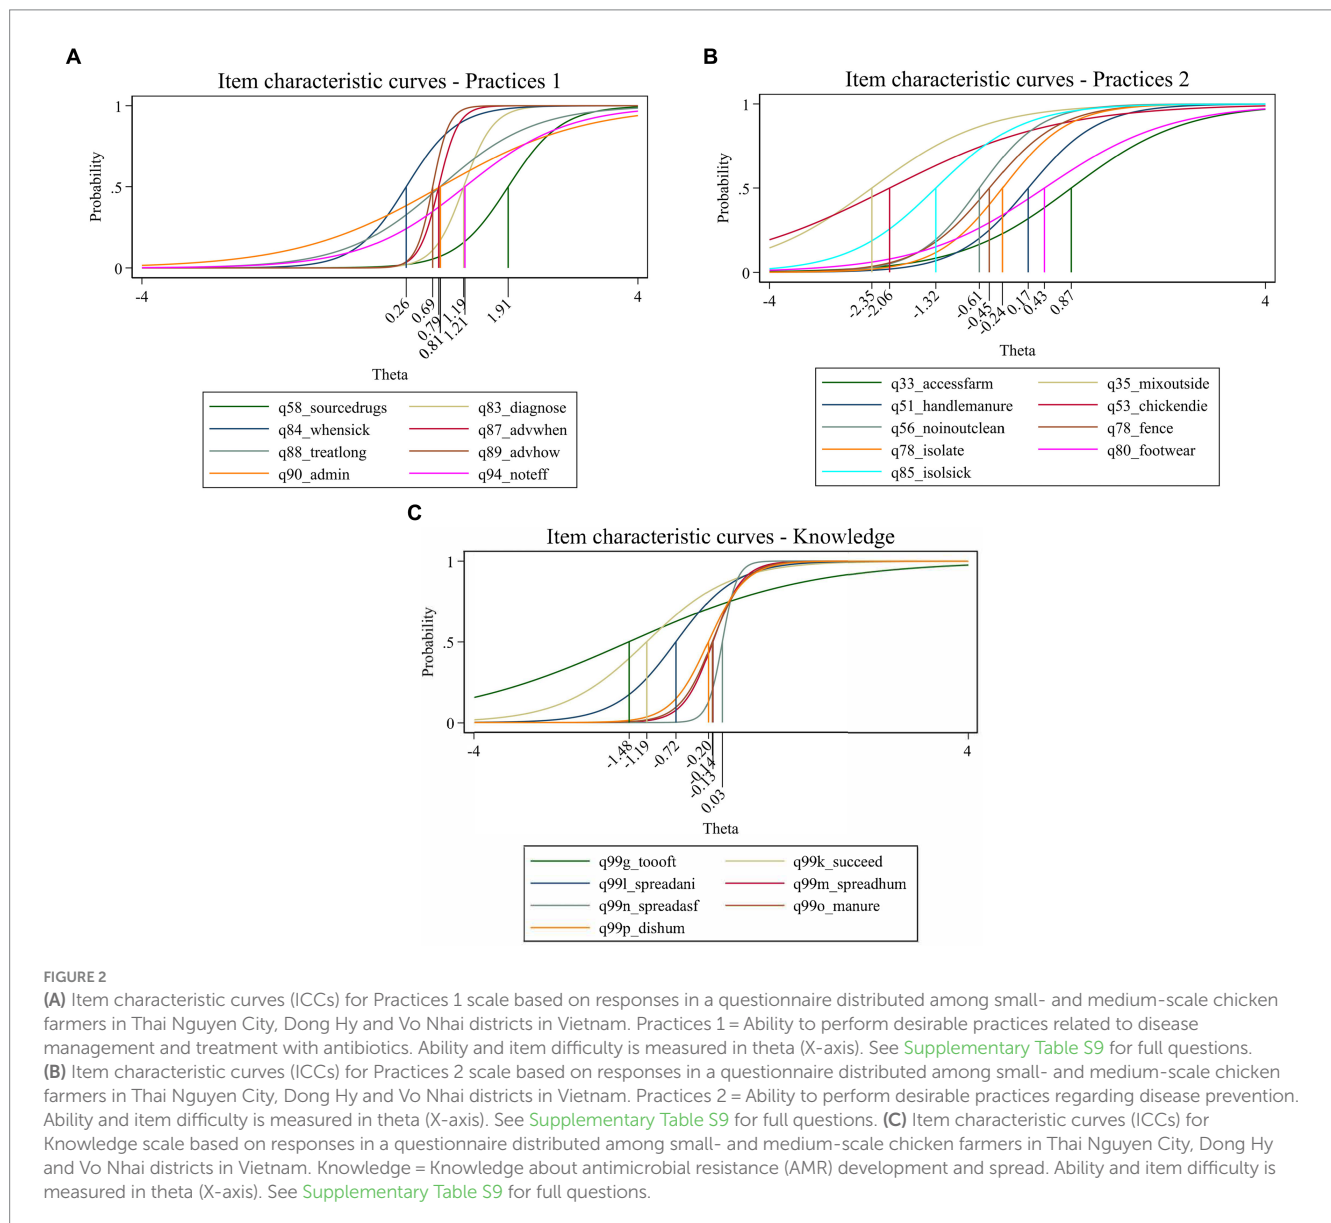 A
Item characteristic curves - Practices 1
Probability
1
.5
0
-4
0.26
0.69
0.79
0.81
1.19
1.21
1.91
4
Theta
q58_sourcedrugs
q83_diagnose
q84_whensick
q87_advwhen
q88_treatlong
q89_advhow
q90_admin
q94_noteff
B
Item characteristic curves - Practices 2
Probability
1
.5
0
-4
-2.35
-2.06
-1.32
-0.61
-0.45
-0.24
0.17
0.43
0.87
4
Theta
q33_accessfarm
q35_mixoutside
q51_handlemanure
q53_chickendie
q56_noinoutclean
q78_fence
q78_isolate
q80_footwear
q85_isolsick
C
Item characteristic curves - Knowledge
Probability
1
.5
0
-4
-1.48
-1.19
-0.72
-0.20
-0.14
-0.13
0.03
4
Theta
q99g_toooft
q99k_succeed
q99l_spreadani
q99m_spreadhum
q99n_spreadasf
q99o_manure
q99p_dishum
FIGURE 2
(A) Item characteristic curves (ICCs) for Practices 1 scale based on responses in a questionnaire distributed among small- and medium-scale chicken
farmers in Thai Nguyen City, Dong Hy and Vo Nhai districts in Vietnam. Practices 1 = Ability to perform desirable practices related to disease
management and treatment with antibiotics. Ability and item difficulty is measured in theta (X-axis). See Supplementary Table S9 for full questions.
(B) Item characteristic curves (ICCs) for Practices 2 scale based on responses in a questionnaire distributed among small- and medium-scale chicken
farmers in Thai Nguyen City, Dong Hy and Vo Nhai districts in Vietnam. Practices 2 = Ability to perform desirable practices regarding disease prevention.
Ability and item difficulty is measured in theta (X-axis). See Supplementary Table S9 for full questions. (C) Item characteristic curves (ICCs) for
Knowledge scale based on responses in a questionnaire distributed among small- and medium-scale chicken farmers in Thai Nguyen City, Dong Hy
and Vo Nhai districts in Vietnam. Knowledge = Knowledge about antimicrobial resistance (AMR) development and spread. Ability and item difficulty is
measured in theta (X-axis). See Supplementary Table S9 for full questions.